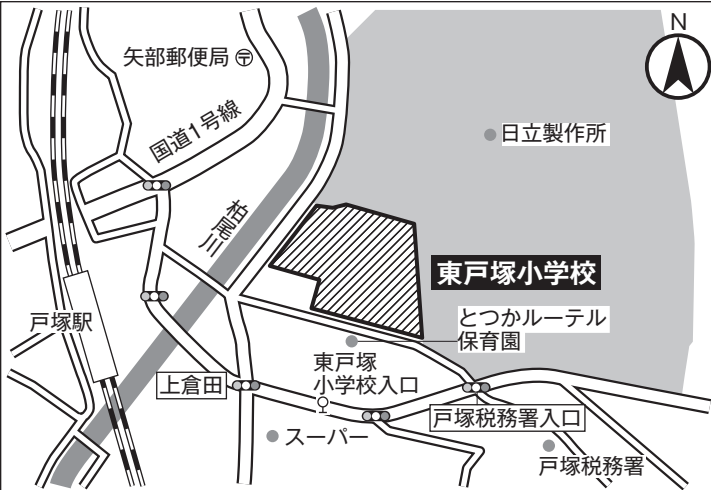 N
矢部郵便局
国道1号線
日立製作所
柏尾川
東戸塚小学校
とつかルーテル
保育園
戸塚駅
東戸塚
小学校入口
上倉田
戸塚税務署入口
スーパー
戸塚税務署